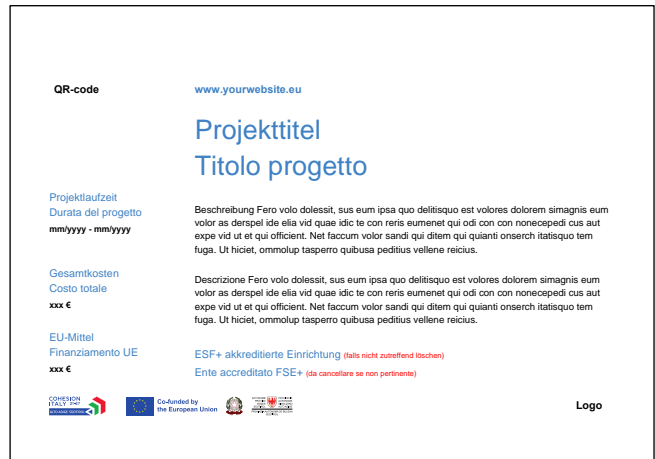 QR-code
www.yourwebsite.eu
Projekttitel
Titolo progetto
Projektlaufzeit
Durata del progetto
mm/yyyy - mm/yyyy
Beschreibung Fero volo dolessit, sus eum ipsa quo delitisquo est volores dolorem simagnis eum
volor as derspel ide elia vid quae idic te con reris eumenet qui odi con con nonecepedi cus aut
expe vid ut et qui officient. Net faccum volor sandi qui ditem qui quianti onserch itatisquo tem
fuga. Ut hiciet, ommolup tasperro quibusa peditius vellene reicius.
Gesamtkosten
Costo totale
xxx €
Descrizione Fero volo dolessit, sus eum ipsa quo delitisquo est volores dolorem simagnis eum
volor as derspel ide elia vid quae idic te con reris eumenet qui odi con con nonecepedi cus aut
expe vid ut et qui officient. Net faccum volor sandi qui ditem qui quianti onserch itatisquo tem
fuga. Ut hiciet, ommolup tasperro quibusa peditius vellene reicius.
EU-Mittel
Finanziamento UE
xxx €
ESF+ akkreditierte Einrichtung (falls nicht zutreffend löschen)
Ente accreditato FSE+ (da cancellare se non pertinente)
COHESION
ITALY 21-27
Co-funded by
the European Union
Logo